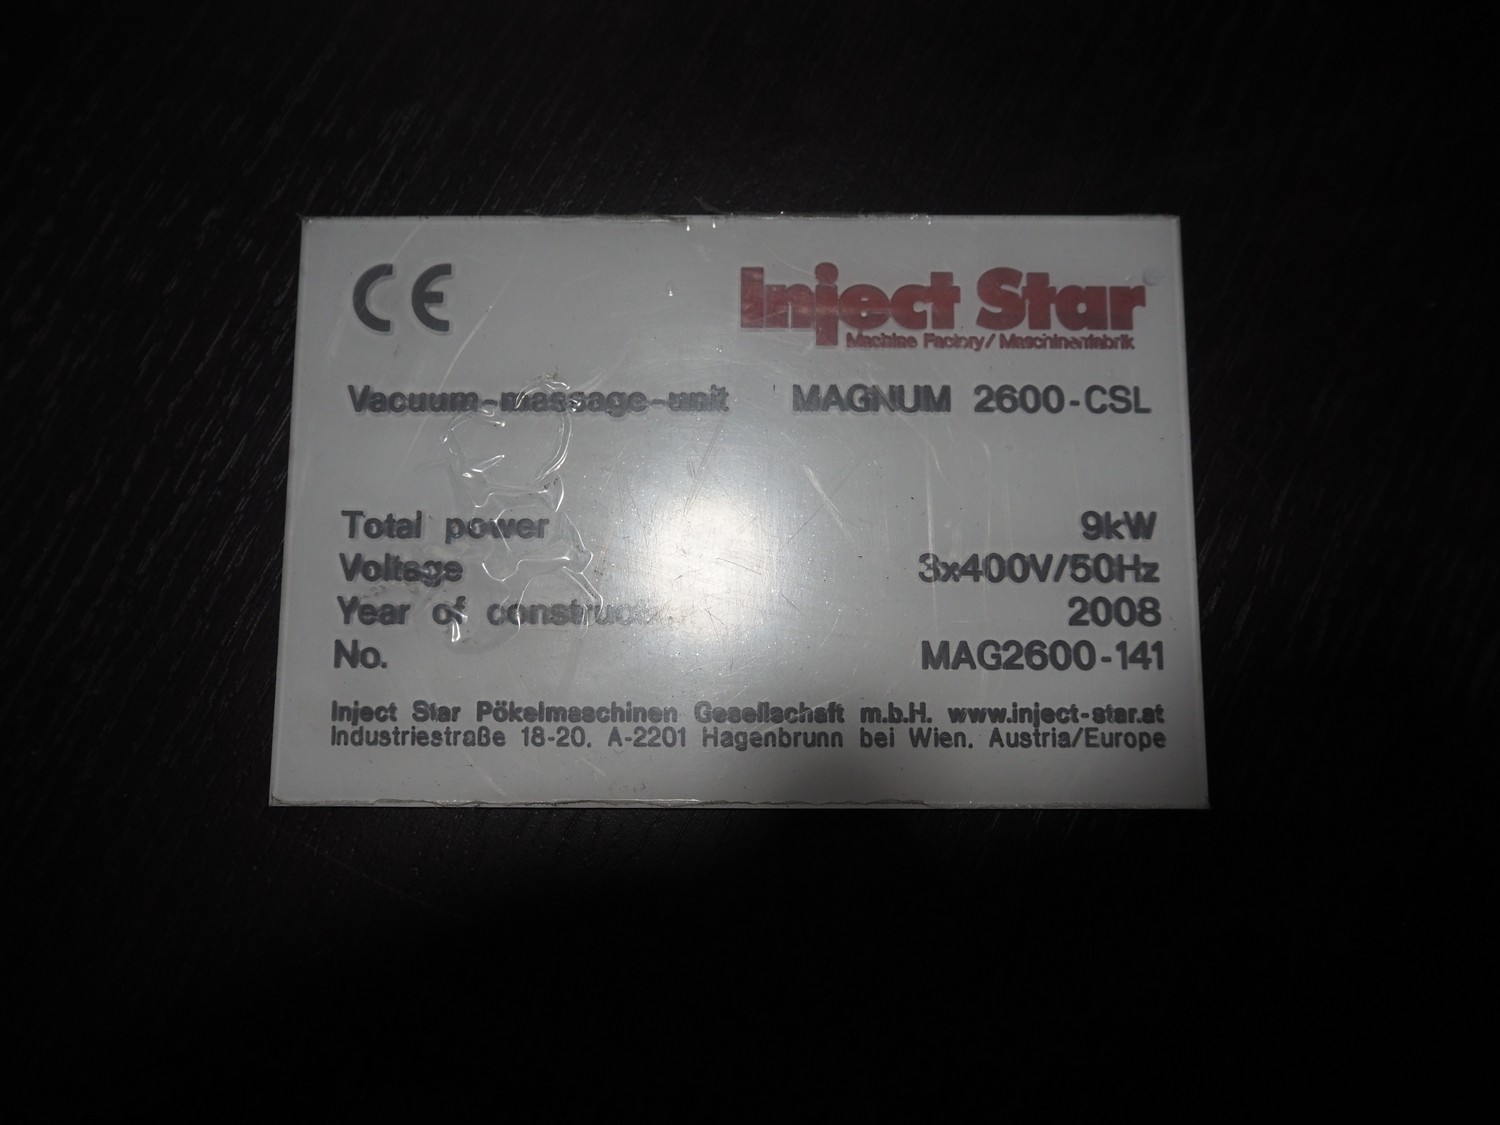 CE
Inject Star
Machine Factory/Maschinenfabrik
Vacuum-massage-unit MAGNUM 2600-CSL
Total power 9kW
Voltage 3x400V/50Hz
Year of construction 2008
No. MAG2600-141
Inject Star Pökelmaschinen Gesellschaft m.b.H. www.inject-star.at
Industriestraße 18-20. A-2201 Hagenbrunn bei Wien. Austria/Europe